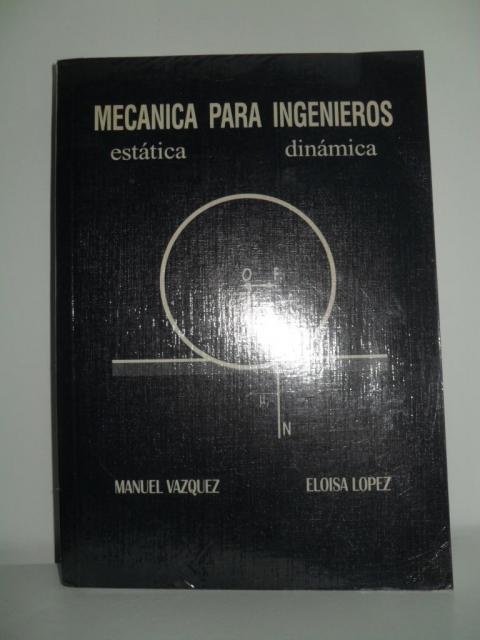 MECANICA PARA INGENIEROS
estática dinámica
O F
N
MANUEL VAZQUEZ ELOISA LOPEZ